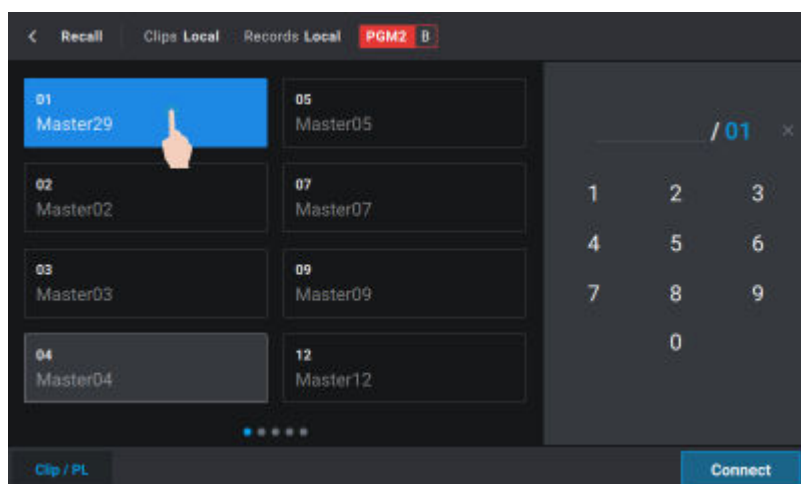 < Recall Clips Local Records Local PGM2 B
01
Master29
05
Master05
02
Master02
07
Master07
03
Master03
09
Master09
04
Master04
12
Master12
/ 01 ×
1 2 3
4 5 6
7 8 9
0
Clip / PL
Connect